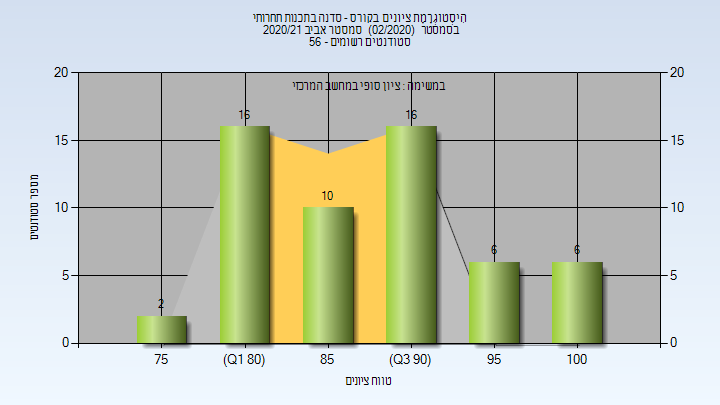 היסטוגרמת ציונים בקורס - סדנה בתכנות תחרותי
בסמסטר (02/2020) סמסטר אביב 2020/21
סטודנטים רשומים - 56
במשימה : ציון סופי במחשב המרכזי
20
20
15
15
10
10
5
5
0
0
2
16
10
16
6
6
75
(Q1 80)
85
(Q3 90)
95
100
מספר סטודנטים
טווח ציונים